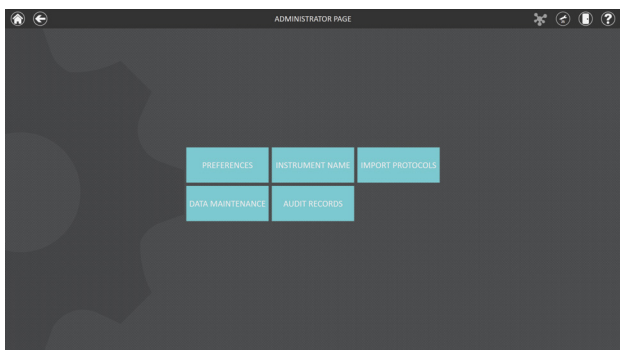 ADMINISTRATOR PAGE
?
PREFERENCES
INSTRUMENT NAME
IMPORT PROTOCOLS
DATA MAINTENANCE
AUDIT RECORDS